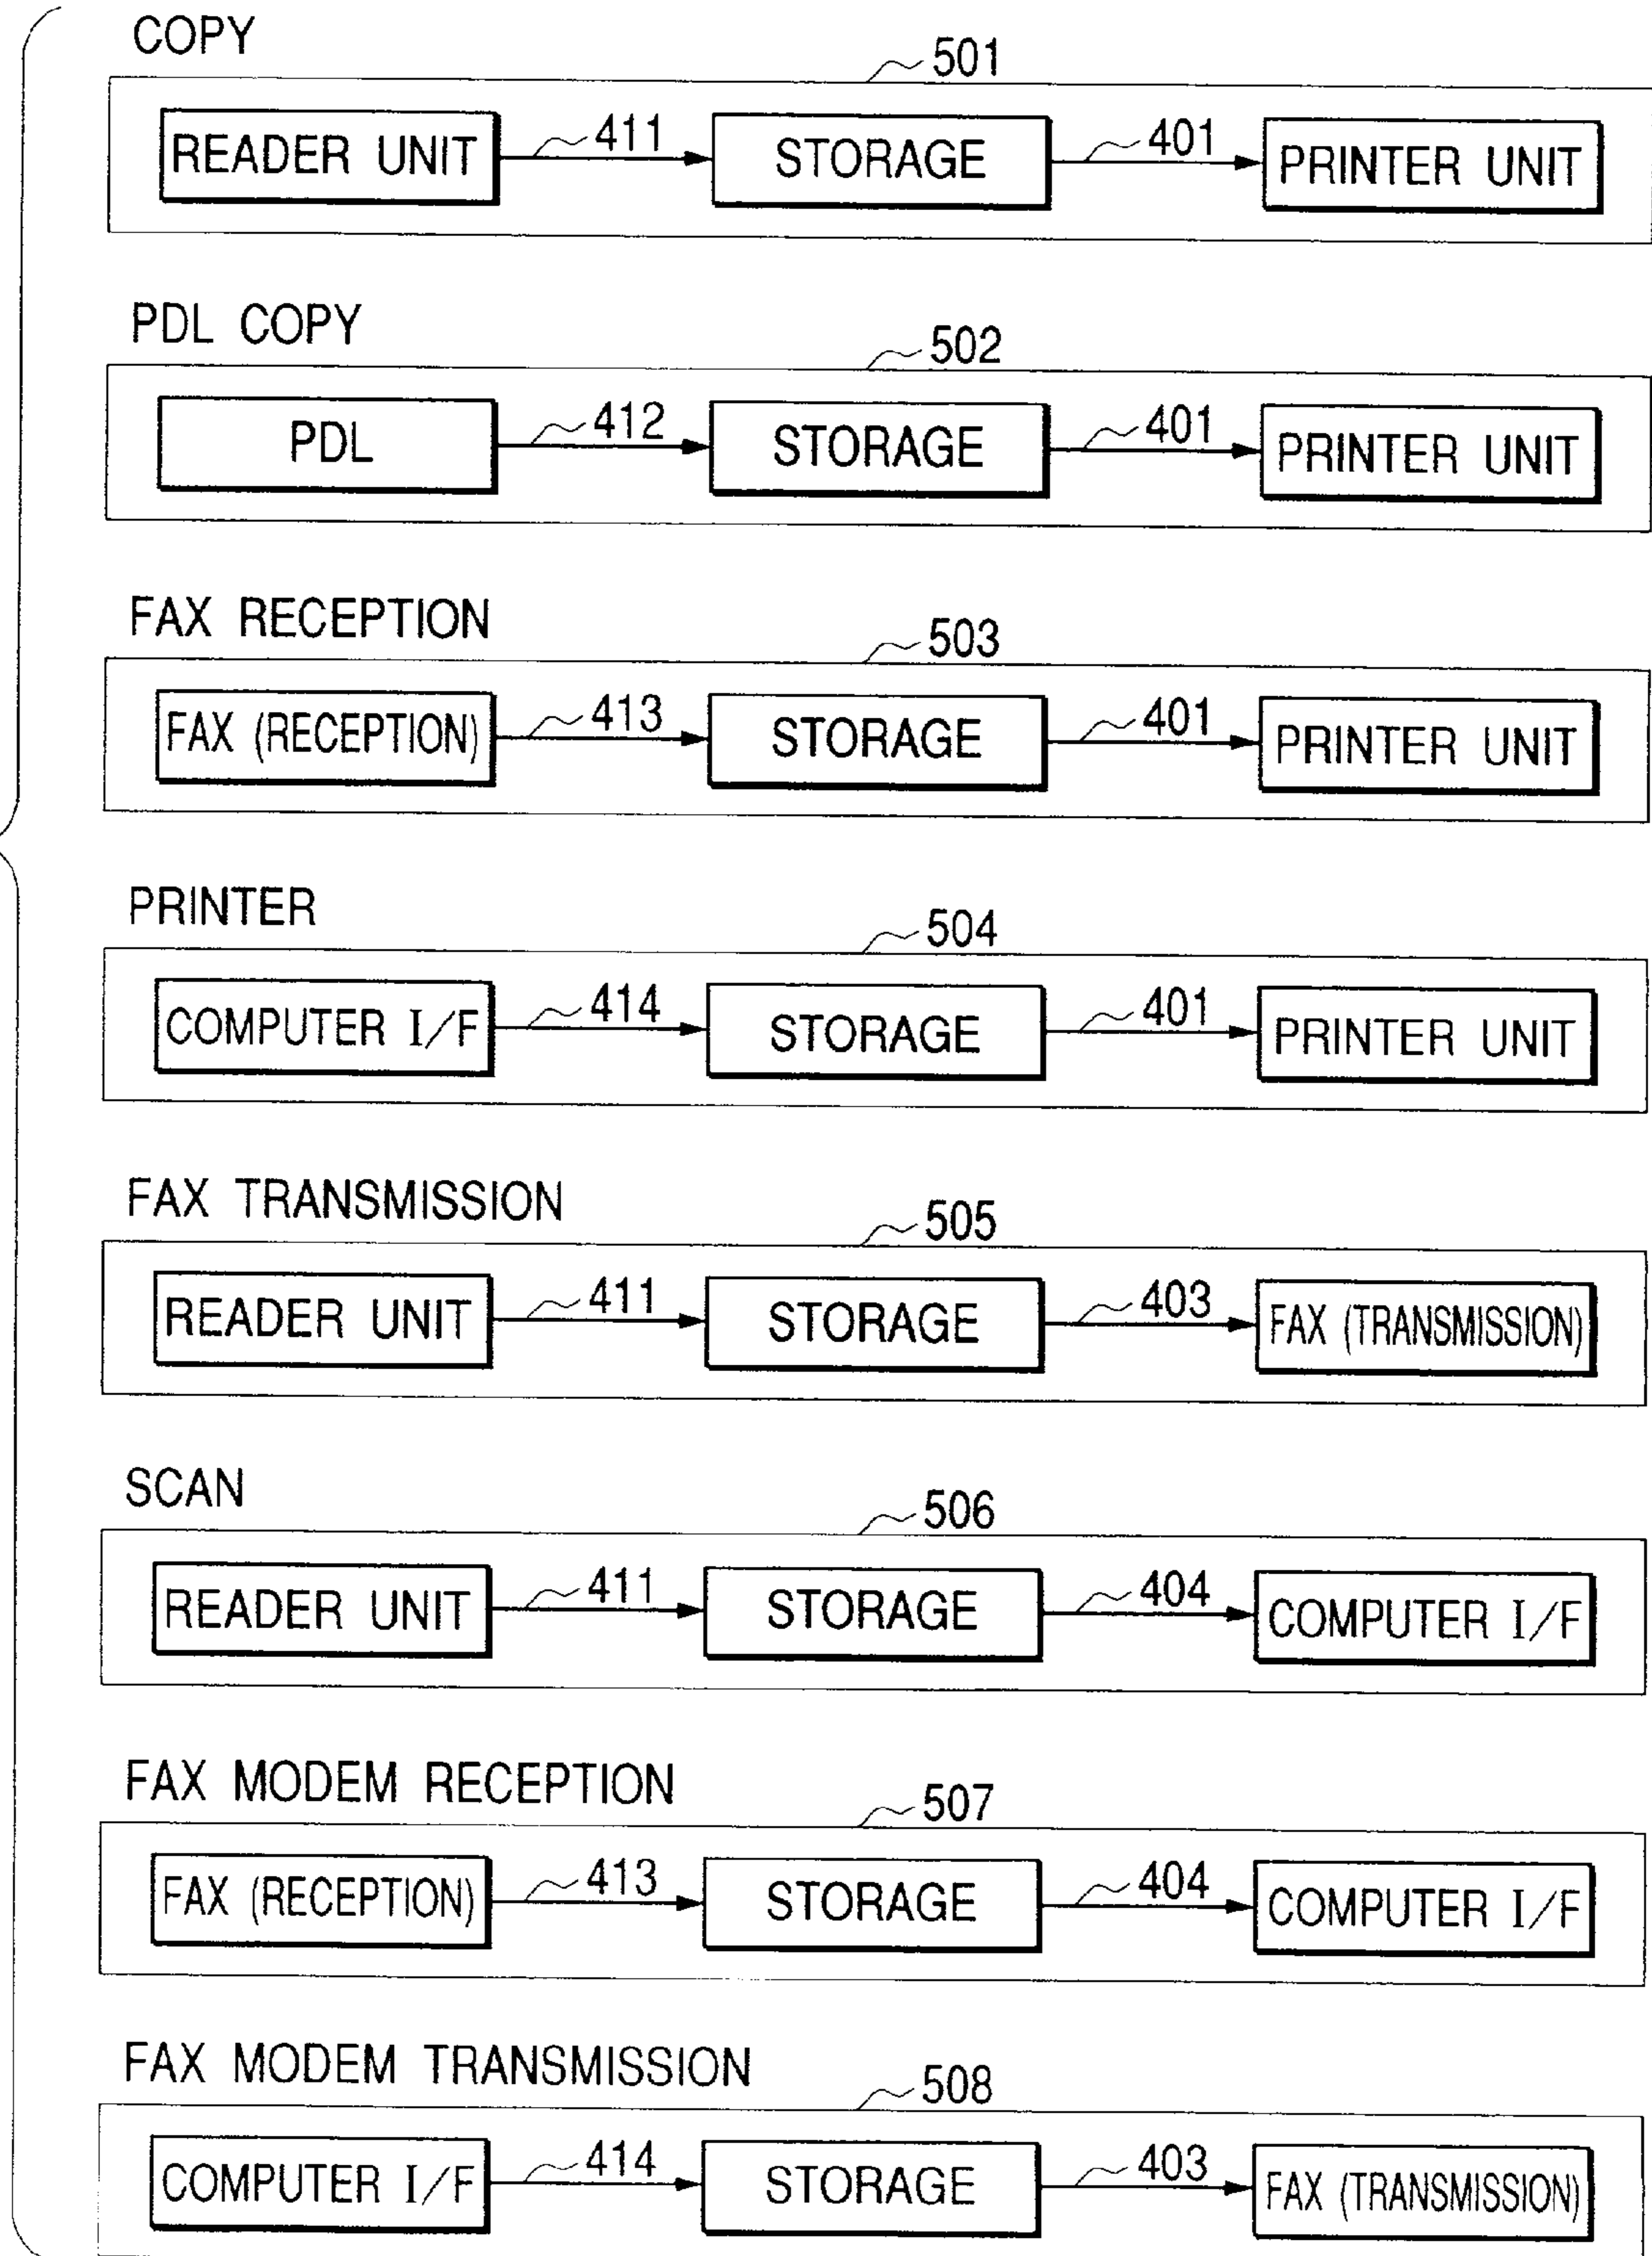 COPY
501
READER UNIT 411 STORAGE 401 PRINTER UNIT
PDL COPY
502
PDL 412 STORAGE 401 PRINTER UNIT
FAX RECEPTION
503
FAX (RECEPTION) 413 STORAGE 401 PRINTER UNIT
PRINTER
504
COMPUTER I/F 414 STORAGE 401 PRINTER UNIT
FAX TRANSMISSION
505
READER UNIT 411 STORAGE 403 FAX (TRANSMISSION)
SCAN
506
READER UNIT 411 STORAGE 404 COMPUTER I/F
FAX MODEM RECEPTION
507
FAX (RECEPTION) 413 STORAGE 404 COMPUTER I/F
FAX MODEM TRANSMISSION
508
COMPUTER I/F 414 STORAGE 403 FAX (TRANSMISSION)